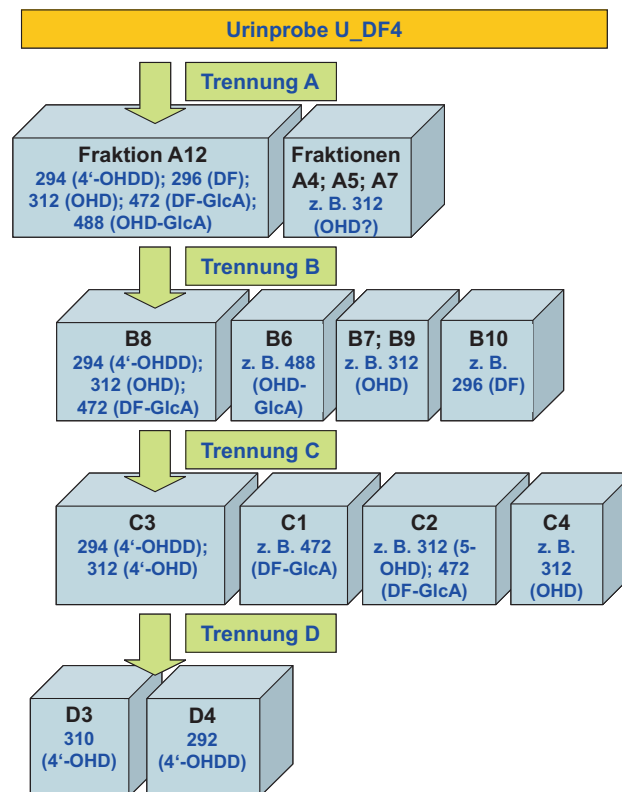 Urinprobe U_DF4
Trennung A
Fraktion A12
294 (4‘-OHDD); 296 (DF);
312 (OHD); 472 (DF-GlcA);
488 (OHD-GlcA)
Fraktionen
A4; A5; A7
z. B. 312
(OHD?)
Trennung B
B8
294 (4‘-OHDD);
312 (OHD);
472 (DF-GlcA)
B6
z. B. 488
(OHD-
GlcA)
B7; B9
z. B. 312
(OHD)
B10
z. B.
296 (DF)
Trennung C
C3
294 (4‘-OHDD);
312 (4‘-OHD)
C1
z. B. 472
(DF-GlcA)
C2
z. B. 312 (5-
OHD); 472
(DF-GlcA)
C4
z. B.
312
(OHD)
Trennung D
D3
310
(4‘-OHD)
D4
292
(4‘-OHDD)